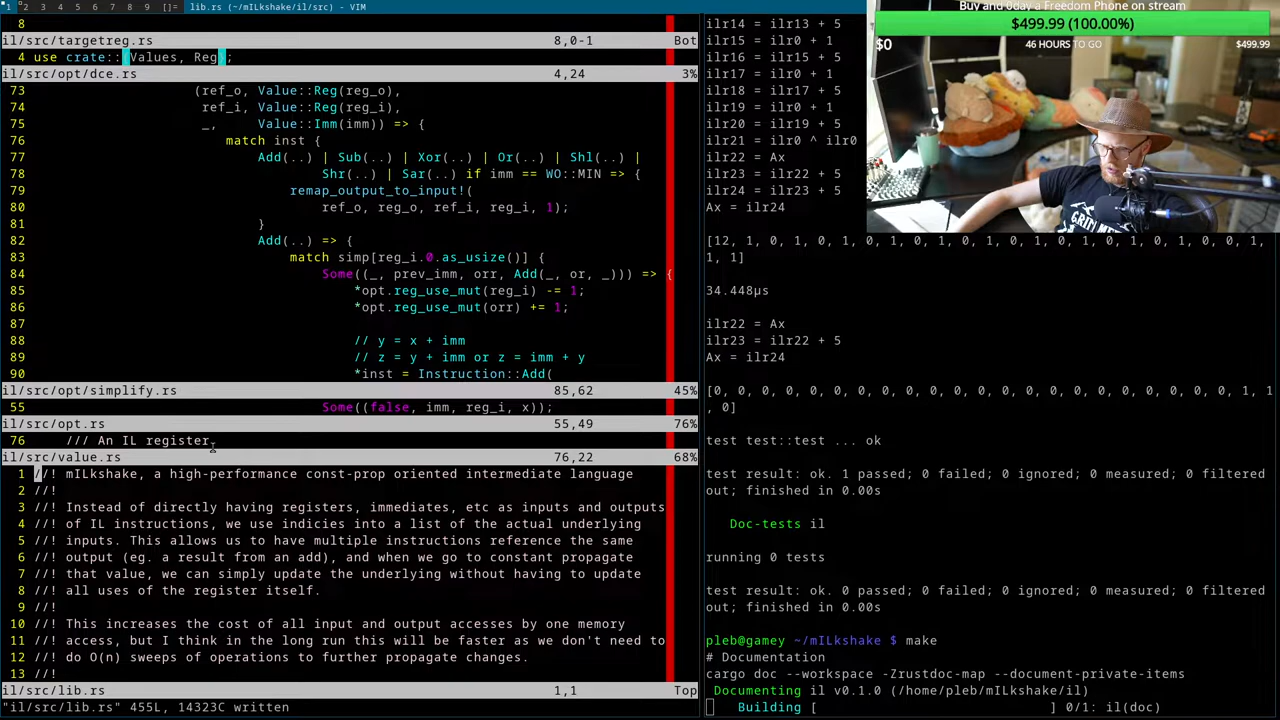 1 2 3 4 5 6 7 8 9 []= lib.rs (~/mILkshake/il/src) - VIM
8
il/src/targetreg.rs 8,0-1 Bot
4 use crate::{Values, Reg};
il/src/opt/dce.rs 4,24 3%
73 (ref_o, Value::Reg(reg_o),
74 ref_i, Value::Reg(reg_i),
75 _, Value::Imm(imm)) => {
76 match inst {
77 Add(..) | Sub(..) | Xor(..) | Or(..) | Shl(..) |
78 Shr(..) | Sar(..) if imm == WO::MIN => {
79 remap_output_to_input!(
80 ref_o, reg_o, ref_i, reg_i, 1);
81 }
82 Add(..) => {
83 match simp[reg_i.0.as_usize()] {
84 Some((_, prev_imm, orr, Add(_, or, _))) => {
85 *opt.reg_use_mut(reg_i) -= 1;
86 *opt.reg_use_mut(orr) += 1;
87
88 // y = x + imm
89 // z = y + imm or z = imm + y
90 *inst = Instruction::Add(
il/src/opt/simplify.rs 85,62 45%
55 Some((false, imm, reg_i, x));
il/src/opt.rs 55,49 76%
76 /// An IL register
il/src/value.rs 76,22 68%
1 //! mILkshake, a high-performance const-prop oriented intermediate language
2 //!
3 //! Instead of directly having registers, immediates, etc as inputs and outputs
4 //! of IL instructions, we use indicies into a list of the actual underlying
5 //! inputs. This allows us to have multiple instructions reference the same
6 //! output (eg. a result from an add), and when we go to constant propagate
7 //! that value, we can simply update the underlying without having to update
8 //! all uses of the register itself.
9 //!
10 //! This increases the cost of all input and output accesses by one memory
11 //! access, but I think in the long run this will be faster as we don't need to
12 //! do O(n) sweeps of operations to further propagate changes.
13 //!
il/src/lib.rs 1,1 Top
"il/src/lib.rs" 455L, 14323C written
ilr14 = ilr13 + 5
ilr15 = ilr0 + 1
ilr16 = ilr15 + 5
ilr17 = ilr0 + 1
ilr18 = ilr17 + 5
ilr19 = ilr0 + 1
ilr20 = ilr19 + 5
ilr21 = ilr0 ^ ilr0
ilr22 = Ax
ilr23 = ilr22 + 5
ilr24 = ilr23 + 5
Ax = ilr24
[12, 1, 0, 1, 0, 1, 0, 1, 0, 1, 0, 1, 0, 1, 0, 1, 0, 1, 0, 1, 0, 1,
1, 1]
34.448µs
ilr22 = Ax
ilr23 = ilr22 + 5
Ax = ilr24
[0, 0, 0, 0, 0, 0, 0, 0, 0, 0, 0, 0, 0, 0, 0, 0, 0, 0, 0, 0, 0, 0, 1, 1
, 0]
test test::test ... ok
test result: ok. 1 passed; 0 failed; 0 ignored; 0 measured; 0 filtered
out; finished in 0.00s
Doc-tests il
running 0 tests
test result: ok. 0 passed; 0 failed; 0 ignored; 0 measured; 0 filtered
out; finished in 0.00s
pleb@gamey ~/mILkshake $ make
# Documentation
cargo doc --workspace -Zrustdoc-map --document-private-items
Documenting il v0.1.0 (/home/pleb/mILkshake/il)
Building [ ] 0/1: il(doc)
Buy and 0day a Freedom Phone on stream
$499.99 (100.00%)
$0 46 HOURS TO GO $499.99